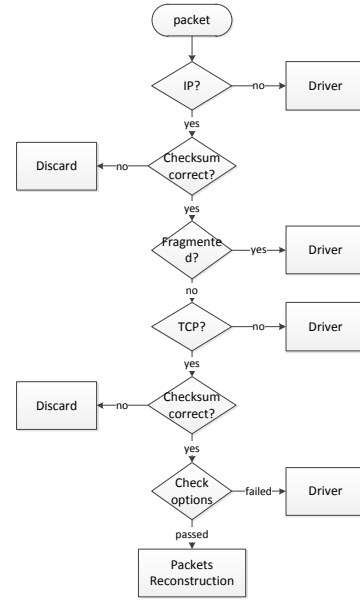 packet
IP?
no
Driver
yes
Checksum
correct?
no
Discard
yes
Fragmente
d?
yes
Driver
no
TCP?
no
Driver
yes
Checksum
correct?
no
Discard
yes
Check
options
failed
Driver
passed
Packets
Reconstruction